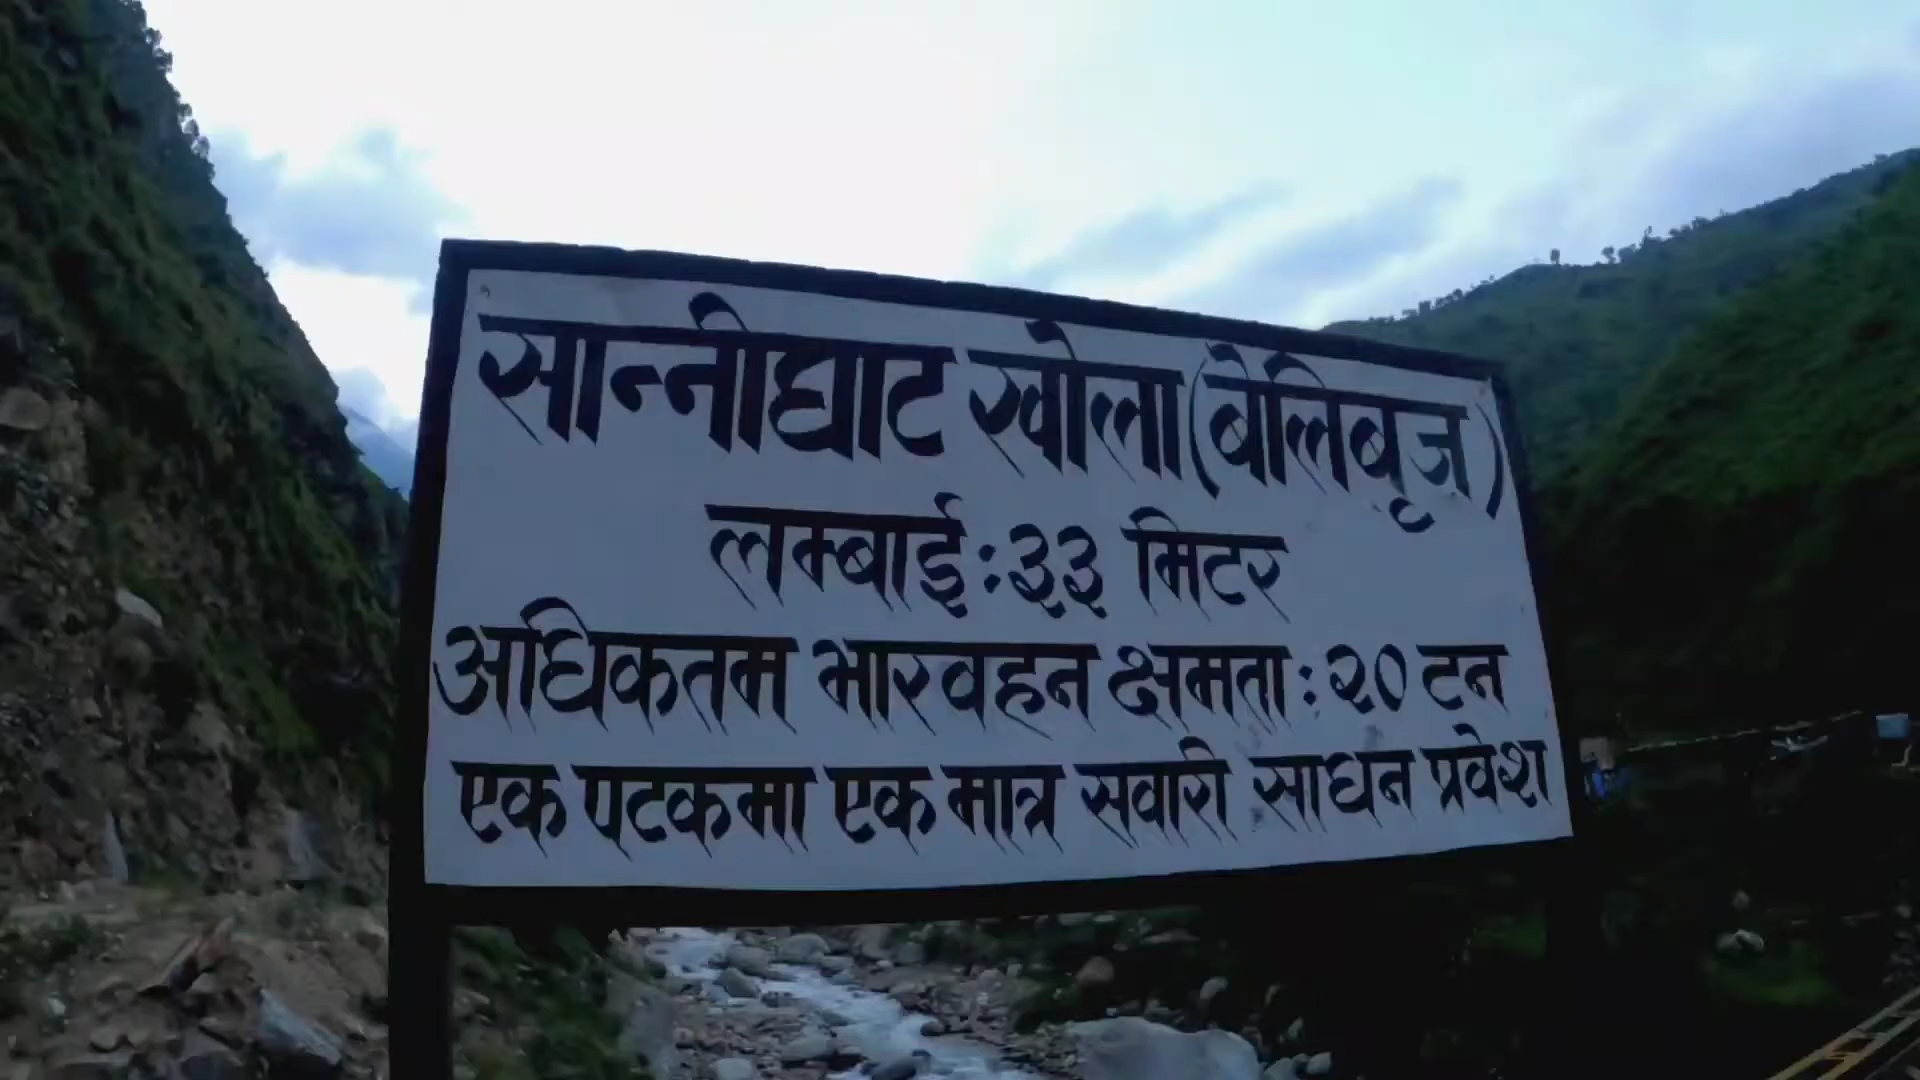 सान्नीघाट खोला (बेलिबृज)
लम्बाई : ३३ मिटर
अधिकतम भारवहन क्षमता : २० टन
एक पटकमा एक मात्र सवारी साधन प्रवेश